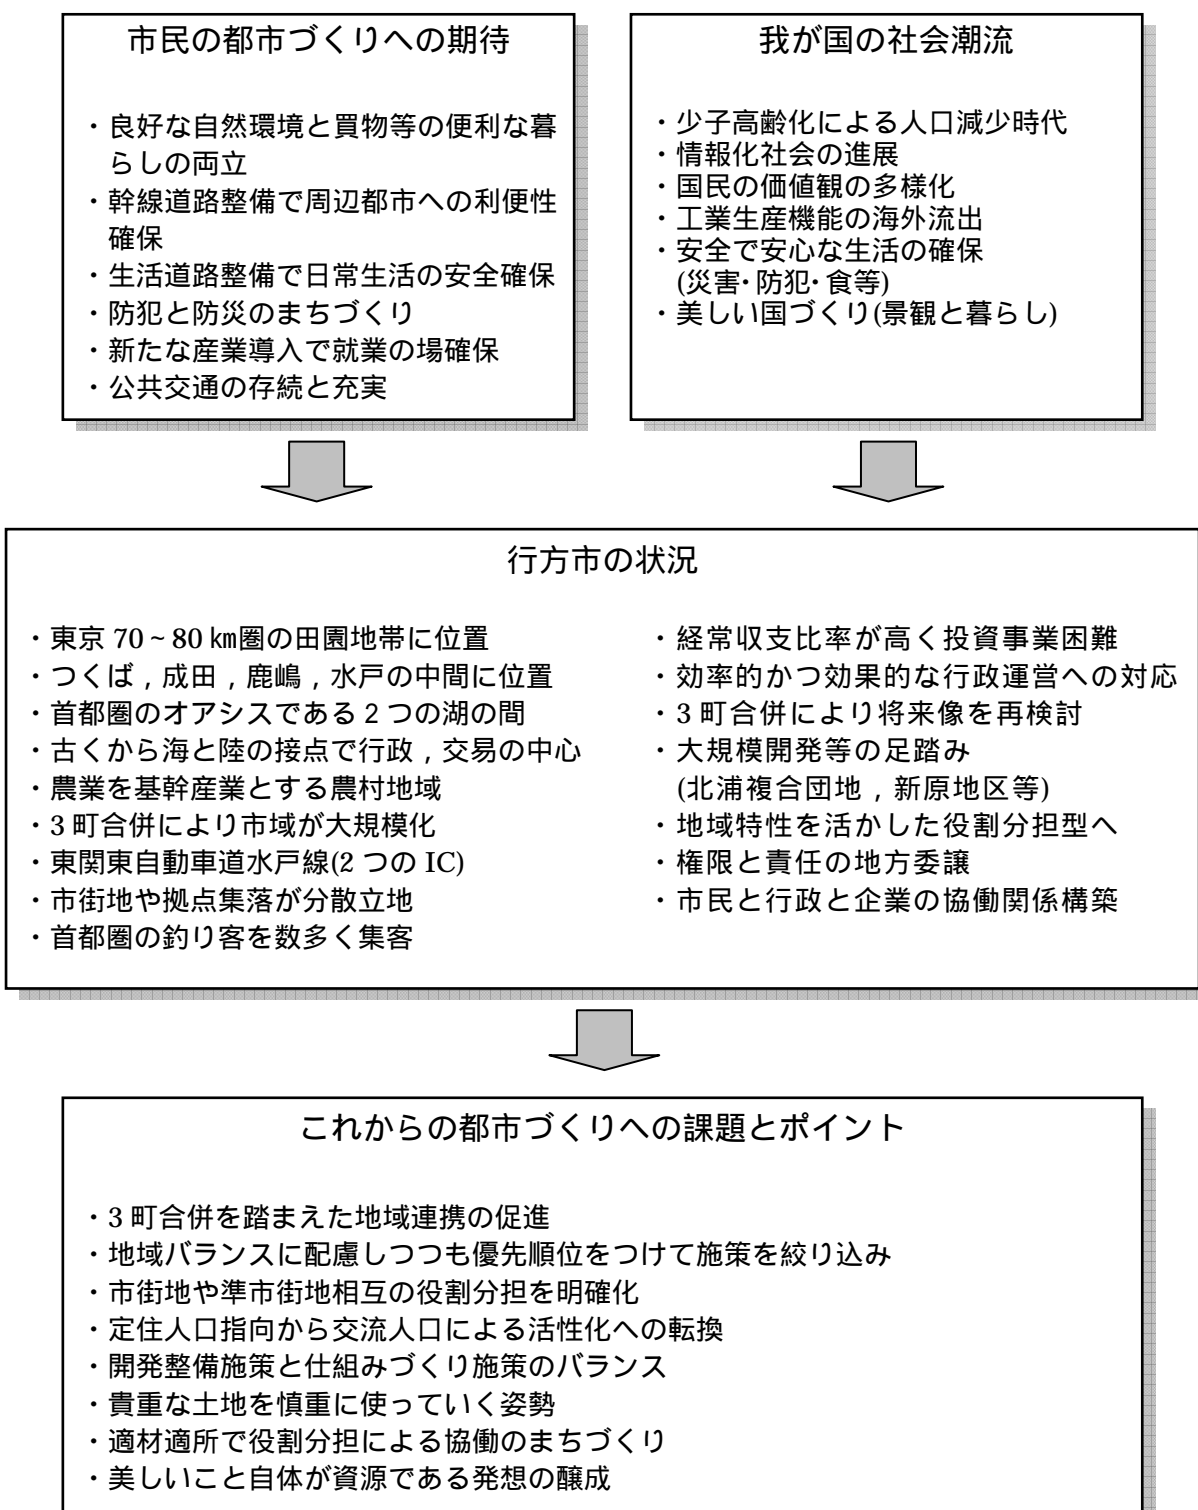 市民の都市づくりへの期待
・良好な自然環境と買物等の便利な暮
らしの両立
・幹線道路整備で周辺都市への利便性
確保
・生活道路整備で日常生活の安全確保
・防犯と防災のまちづくり
・新たな産業導入で就業の場確保
・公共交通の存続と充実
我が国の社会潮流
・少子高齢化による人口減少時代
・情報化社会の進展
・国民の価値観の多様化
・工業生産機能の海外流出
・安全で安心な生活の確保
(災害･防犯･食等)
・美しい国づくり(景観と暮らし)
行方市の状況
・東京 70～80 ㎞圏の田園地帯に位置
・つくば，成田，鹿嶋，水戸の中間に位置
・首都圏のオアシスである２つの湖の間
・古くから海と陸の接点で行政，交易の中心
・農業を基幹産業とする農村地域
・3 町合併により市域が大規模化
・東関東自動車道水戸線(2 つの IC)
・市街地や拠点集落が分散立地
・首都圏の釣り客を数多く集客
・経常収支比率が高く投資事業困難
・効率的かつ効果的な行政運営への対応
・3 町合併により将来像を再検討
・大規模開発等の足踏み
(北浦複合団地，新原地区等)
・地域特性を活かした役割分担型へ
・権限と責任の地方委譲
・市民と行政と企業の協働関係構築
これからの都市づくりへの課題とポイント
・3 町合併を踏まえた地域連携の促進
・地域バランスに配慮しつつも優先順位をつけて施策を絞り込み
・市街地や準市街地相互の役割分担を明確化
・定住人口指向から交流人口による活性化への転換
・開発整備施策と仕組みづくり施策のバランス
・貴重な土地を慎重に使っていく姿勢
・適材適所で役割分担による協働のまちづくり
・美しいこと自体が資源である発想の醸成